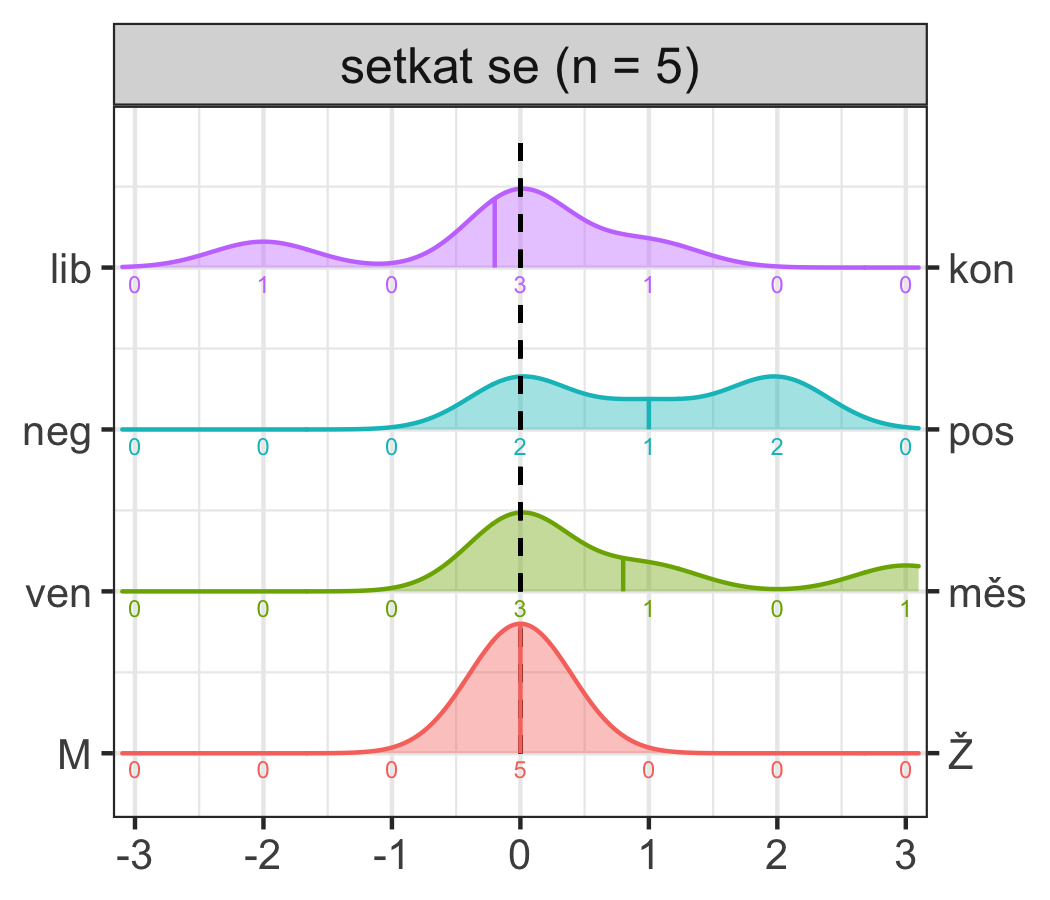 setkat se (n = 5)
lib kon
0 1 0 3 1 0 0
neg pos
0 0 0 2 1 2 0
ven měs
0 0 0 3 1 0 1
M Ž
0 0 0 5 0 0 0
-3 -2 -1 0 1 2 3